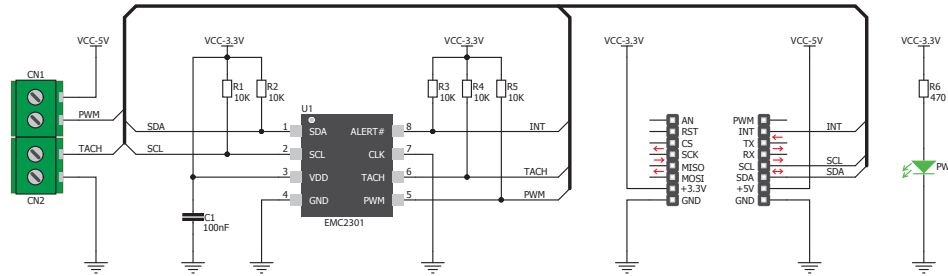 VCC-5V
CN1
PWM
TACH
CN2
SDA
SCL
VCC-3.3V
R1
10K
R2
10K
C1
100nF
U1
1 SDA ALERT# 8
2 SCL CLK 7
3 VDD TACH 6
4 GND PWM 5
EMC2301
VCC-3.3V
R3
10K
R4
10K
R5
10K
INT
TACH
PWM
VCC-3.3V
AN
RST
CS
SCK
MISO
MOSI
+3.3V
GND
VCC-5V
PWM
INT
TX
RX
SCL
SDA
+5V
GND
INT
SCL
SDA
VCC-3.3V
R6
470